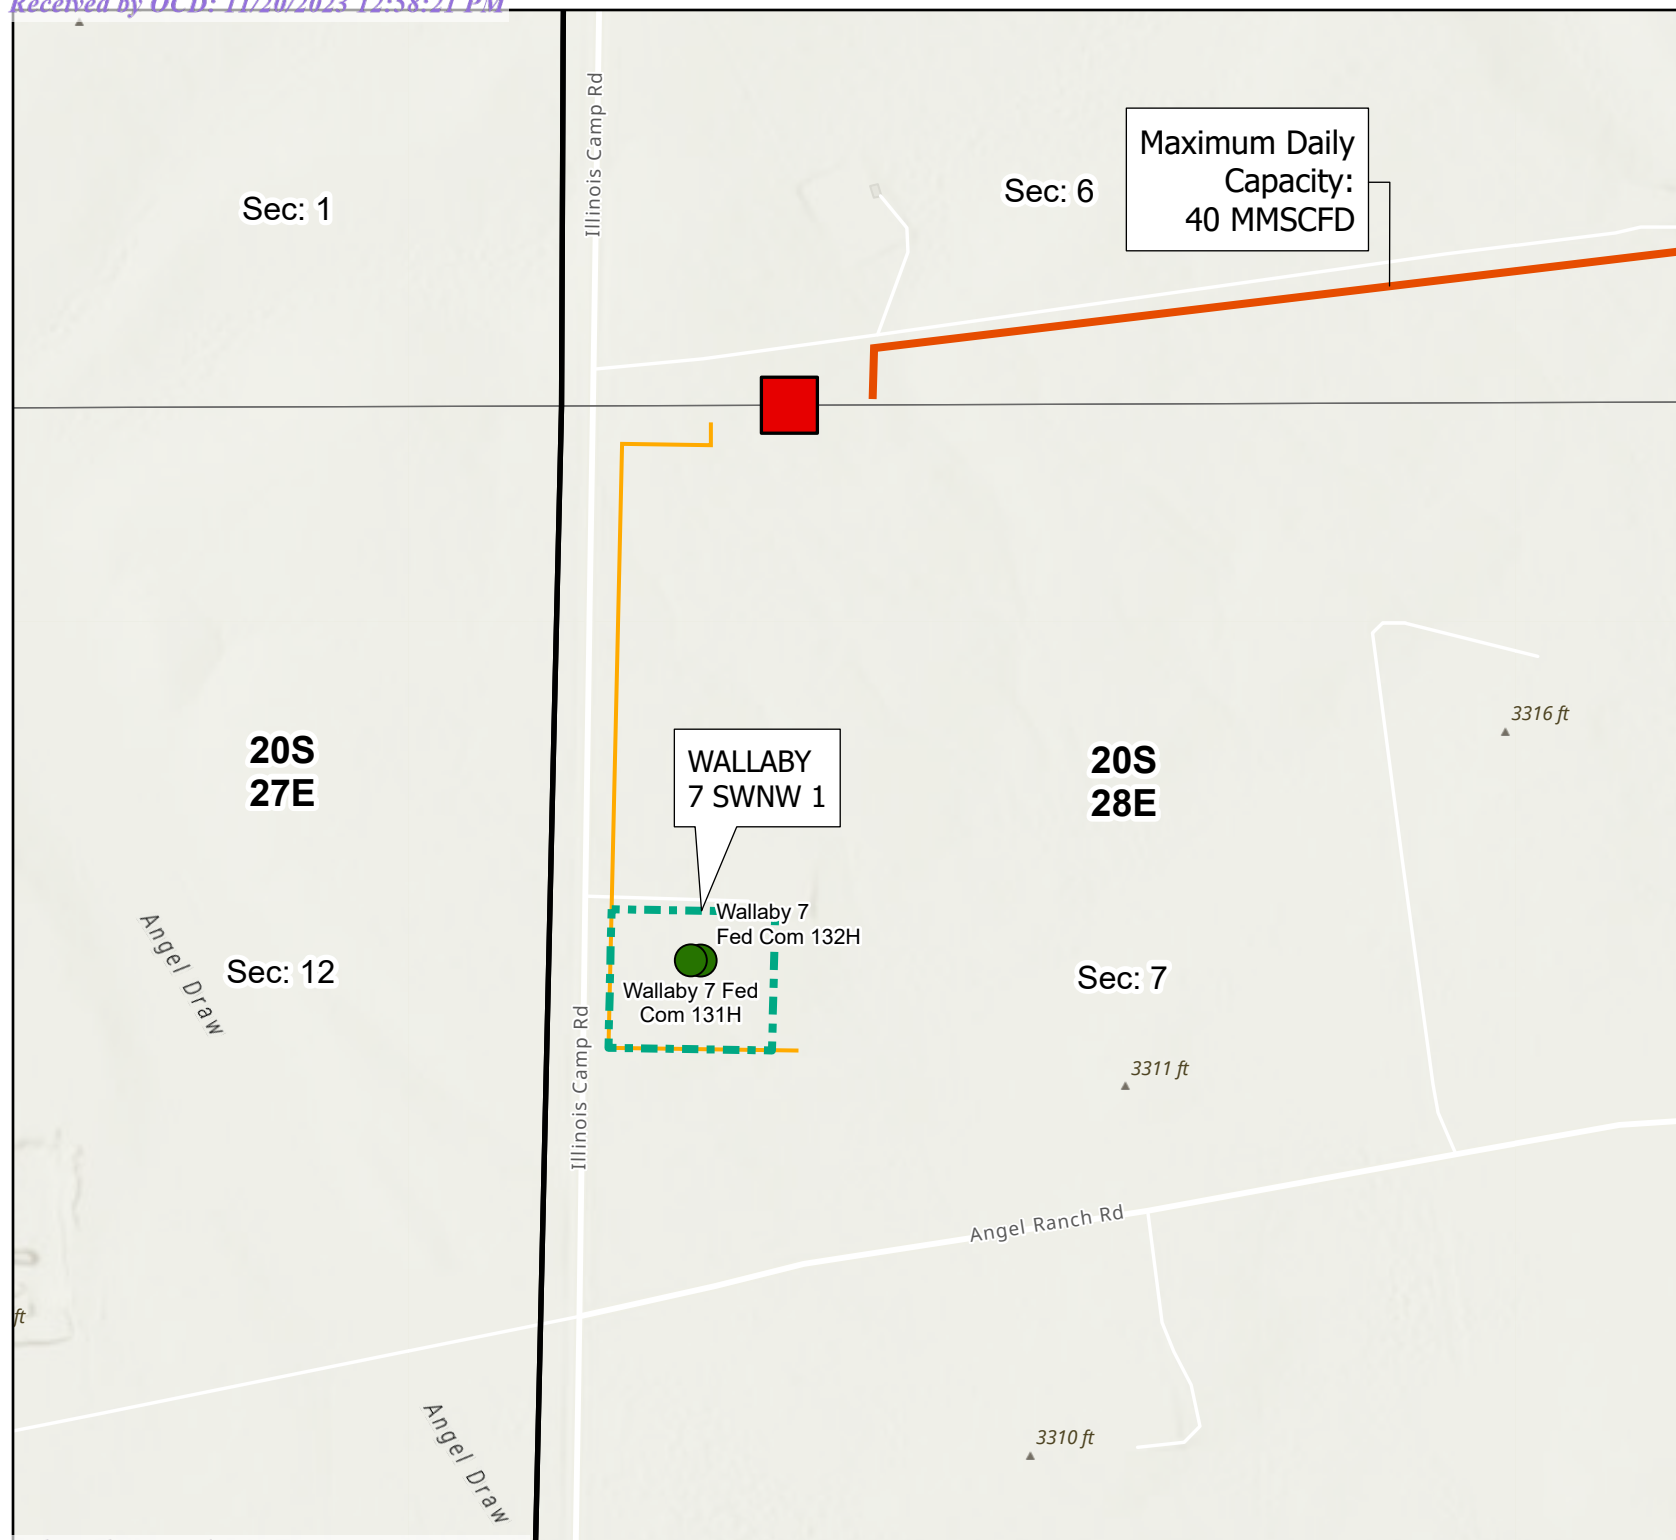 Received by OCD: 11/20/2023 12:58:21 PM
Illinois Camp Rd
Maximum Daily
Capacity:
40 MMSCFD
Sec: 1
Sec: 6
3316 ft
20S
27E
WALLABY
7 SWNW 1
20S
28E
Angel Draw
Wallaby 7
Fed Com 132H
Sec: 12
Sec: 7
Wallaby 7 Fed
Com 131H
Illinois Camp Rd
3311 ft
Angel Ranch Rd
ft
Angel Draw
3310 ft